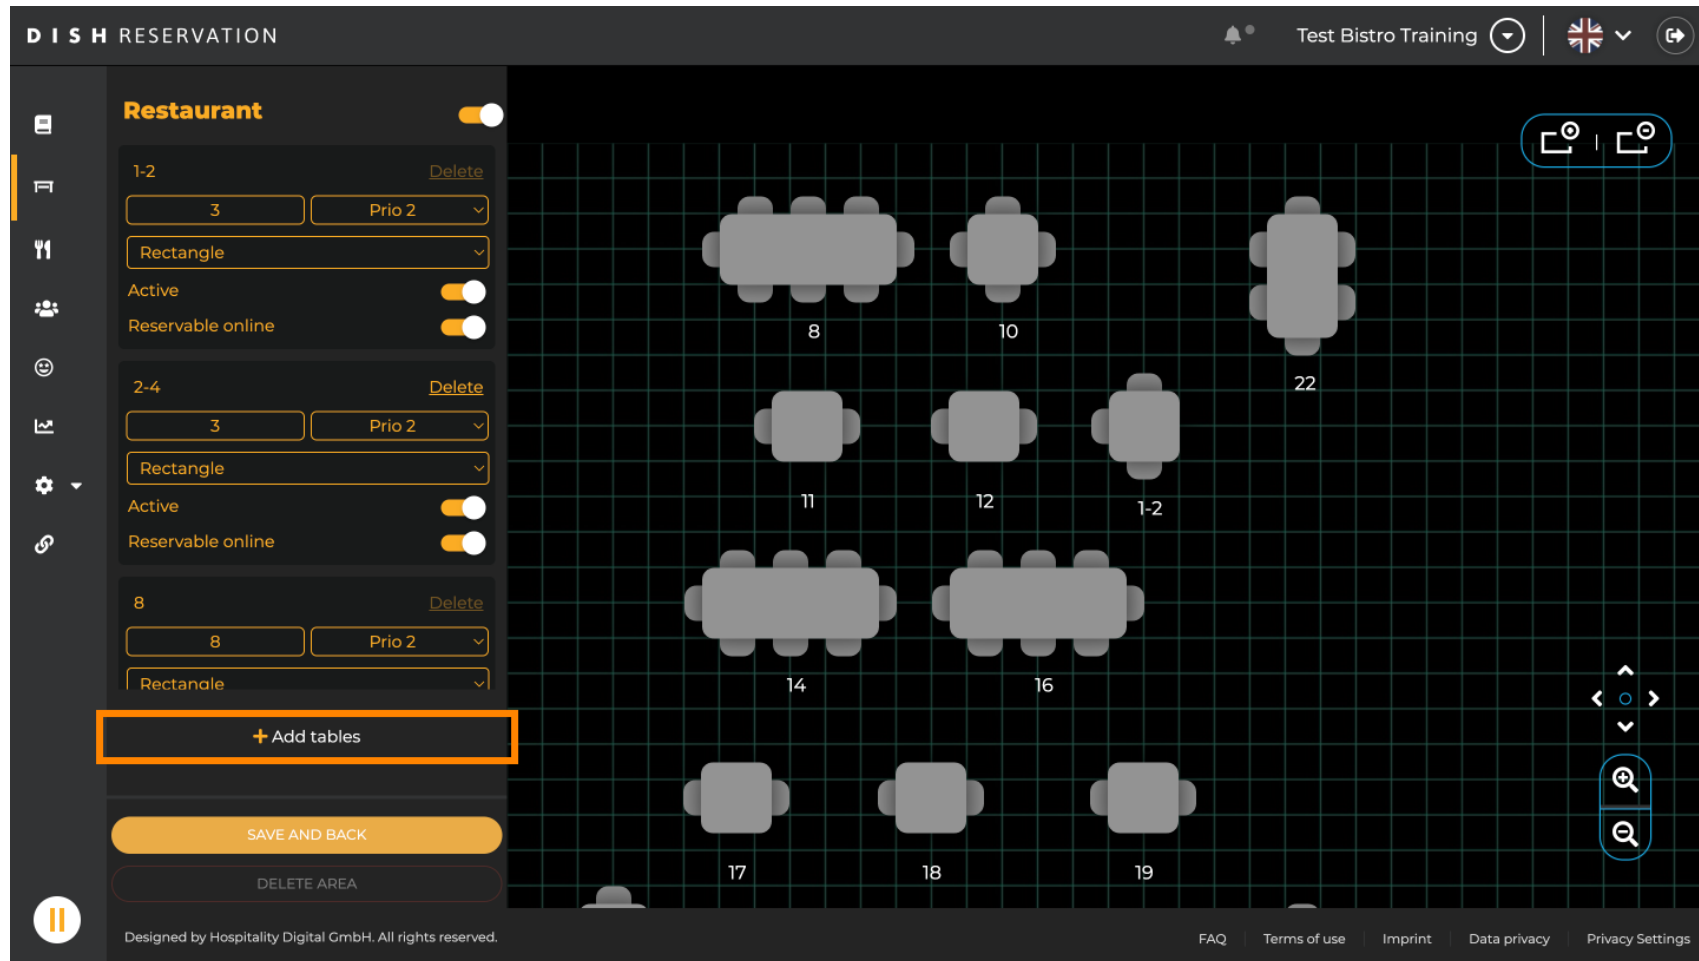 DISH RESERVATION
Test Bistro Training
Restaurant
1-2 Delete
3 Prio 2
Rectangle
Active
Reservable online
2-4 Delete
3 Prio 2
Rectangle
Active
Reservable online
8 Delete
8 Prio 2
Rectangle
+ Add tables
SAVE AND BACK
DELETE AREA
8 10
22
11 12 1-2
14 16
17 18 19
Designed by Hospitality Digital GmbH. All rights reserved.
FAQ Terms of use Imprint Data privacy Privacy Settings